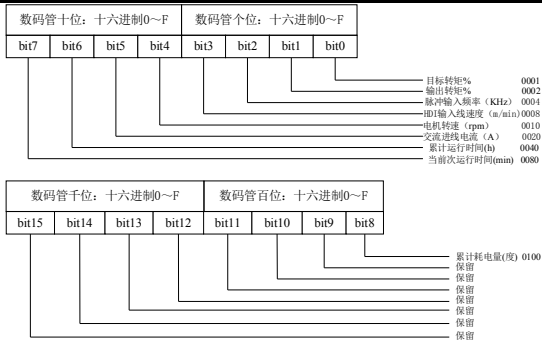 数码管十位：十六进制0～F 数码管个位：十六进制0～F
bit7 bit6 bit5 bit4 bit3 bit2 bit1 bit0
目标转矩% 0001
输出转矩% 0002
脉冲输入频率（KHz） 0004
HDI输入线速度（m/min)0008
电机转速（rpm） 0010
交流进线电流（A） 0020
累计运行时间(h) 0040
当前次运行时间(min) 0080
数码管千位：十六进制0～F 数码管百位：十六进制0～F
bit15 bit14 bit13 bit12 bit11 bit10 bit9 bit8
累计耗电量(度) 0100
保留
保留
保留
保留
保留
保留
保留